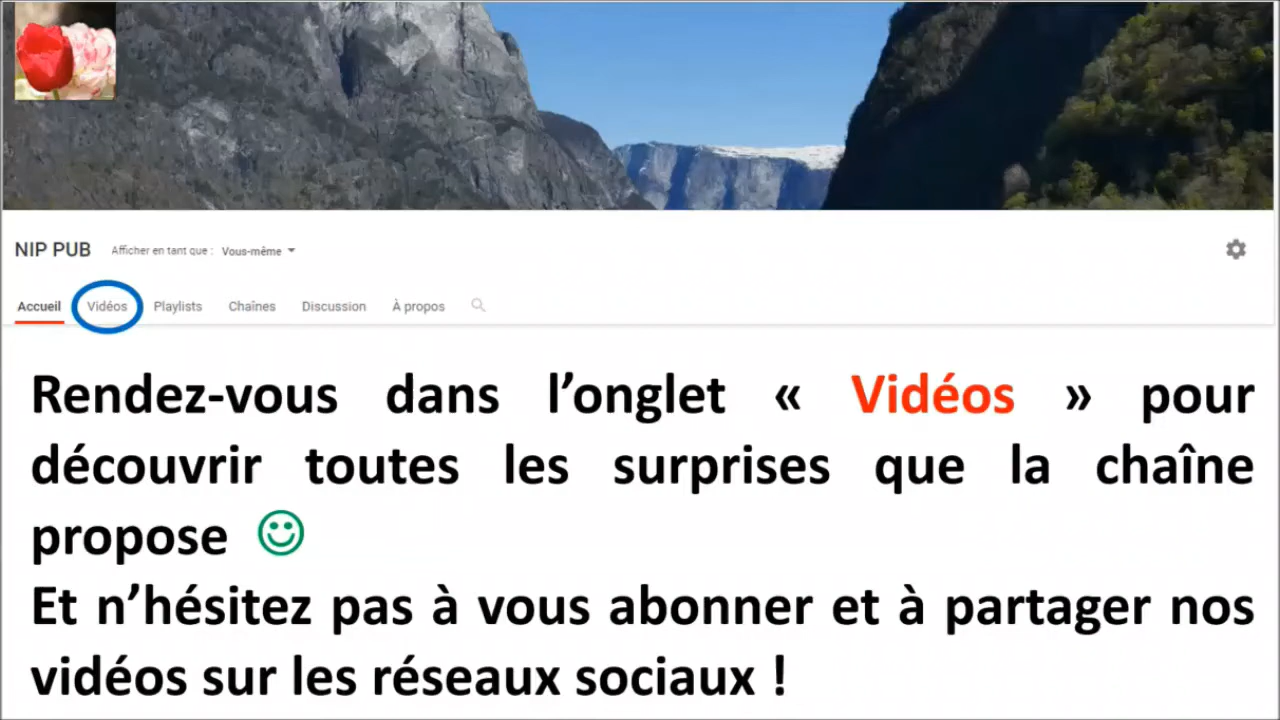 NIP PUB Afficher en tant que : Vous-même
Accueil Vidéos Playlists Chaînes Discussion À propos
Rendez-vous dans l’onglet « Vidéos » pour
découvrir toutes les surprises que la chaîne
propose ☺
Et n’hésitez pas à vous abonner et à partager nos
vidéos sur les réseaux sociaux !